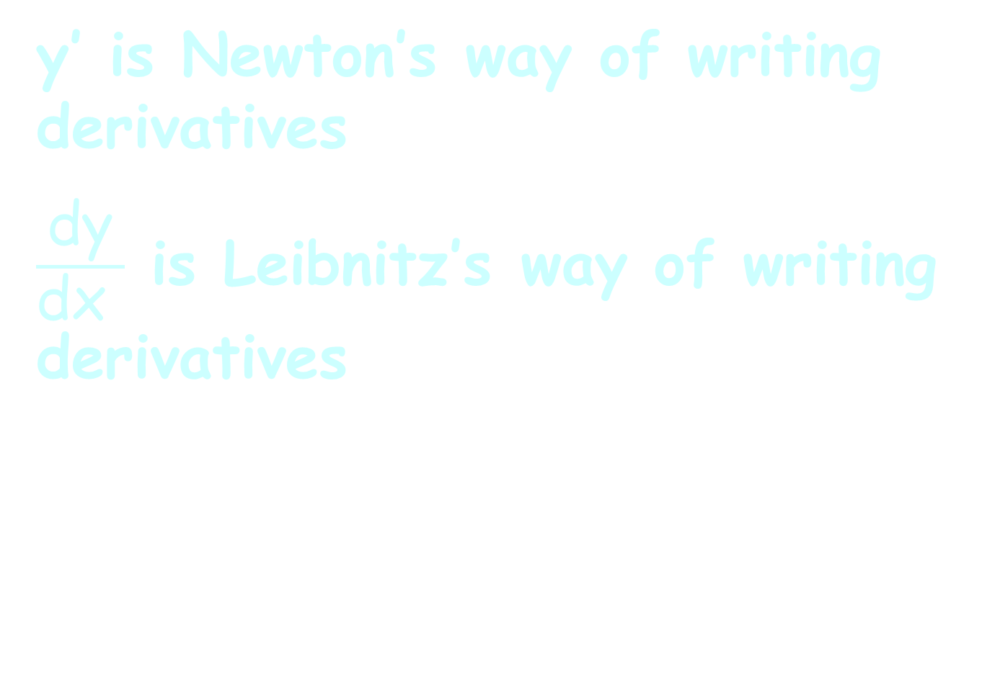 y’ is Newton’s way of writing
derivatives
dy
dx is Leibnitz’s way of writing
derivatives